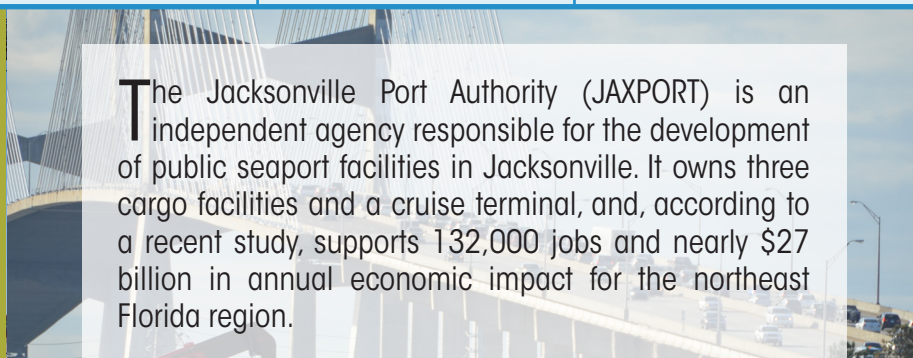 The Jacksonville Port Authority (JAXPORT) is an
independent agency responsible for the development
of public seaport facilities in Jacksonville. It owns three
cargo facilities and a cruise terminal, and, according to
a recent study, supports 132,000 jobs and nearly $27
billion in annual economic impact for the northeast
Florida region.